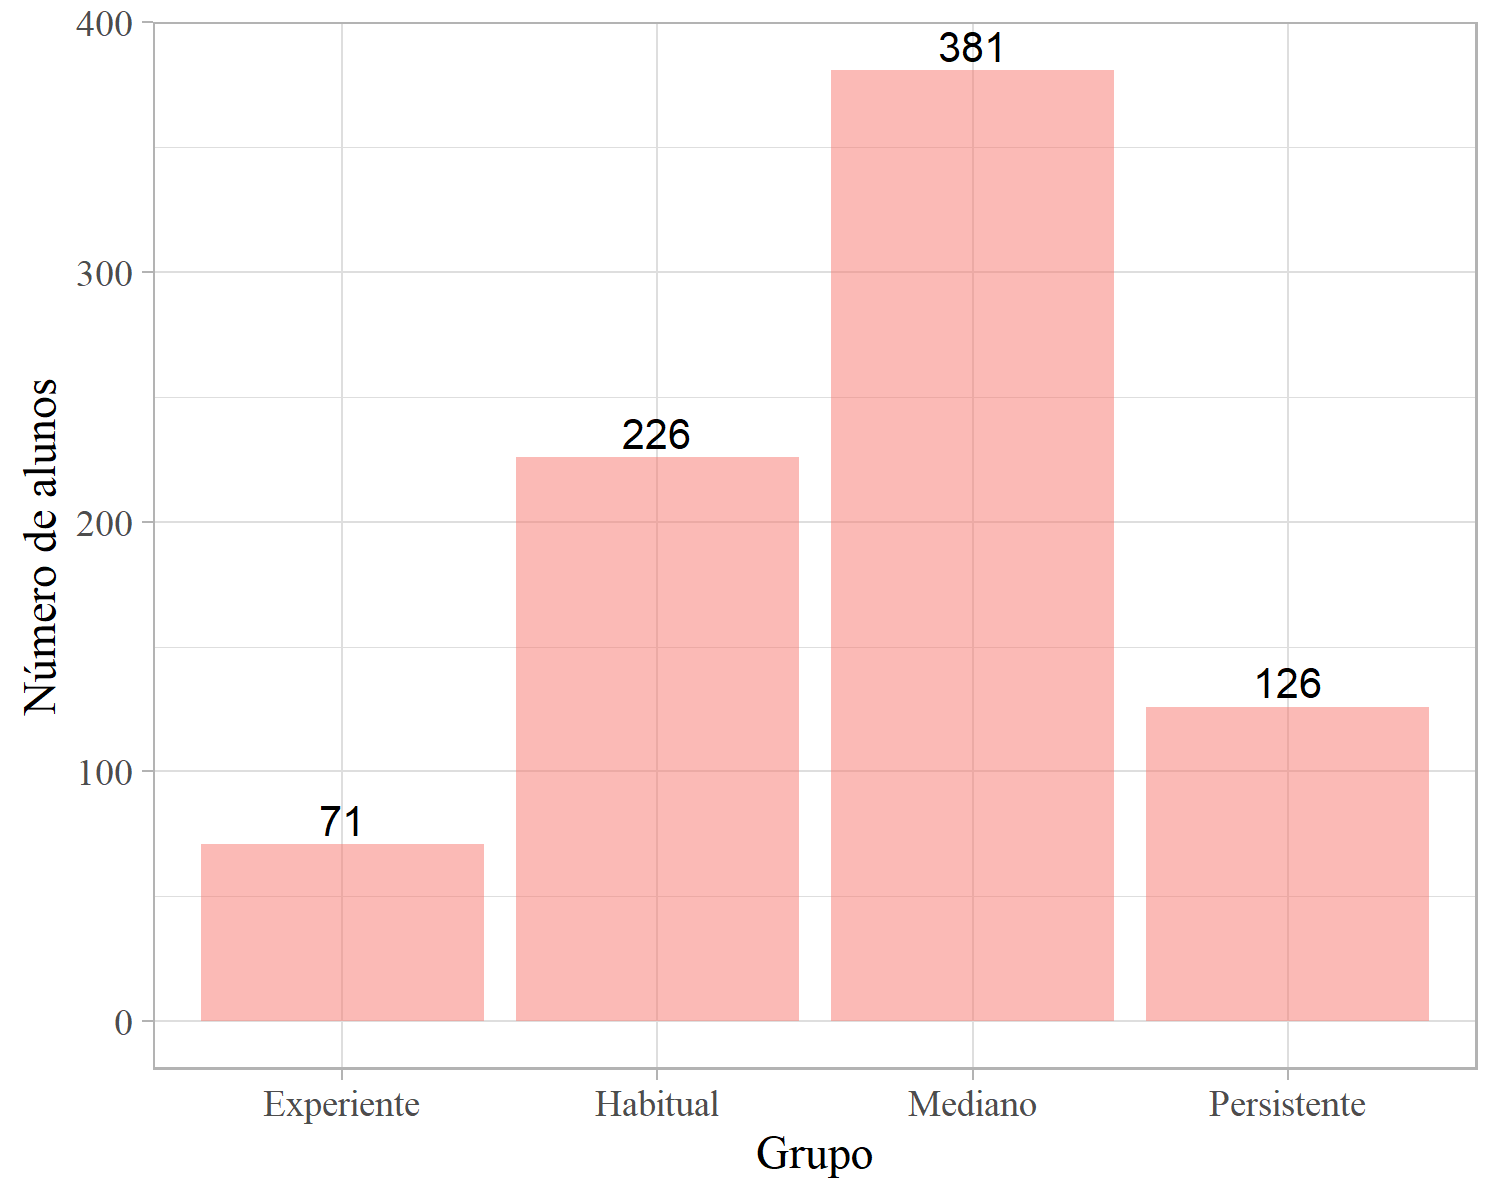 Número de alunos
400
300
200
100
0
71
226
381
126
Experiente
Habitual
Mediano
Persistente
Grupo